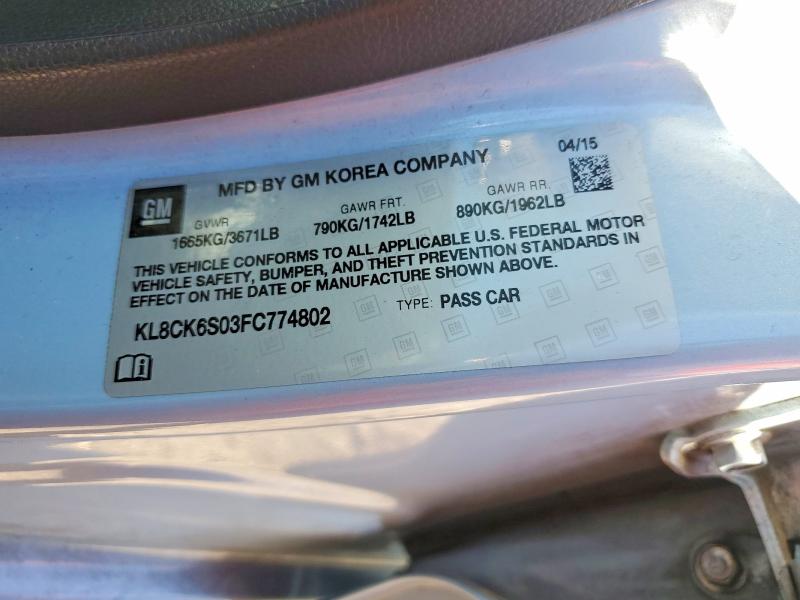 GM
MFD BY GM KOREA COMPANY
04/15
GVWR
GAWR FRT.
GAWR RR.
1665KG/3671LB
790KG/1742LB
890KG/1962LB
THIS VEHICLE CONFORMS TO ALL APPLICABLE U.S. FEDERAL MOTOR
VEHICLE SAFETY, BUMPER, AND THEFT PREVENTION STANDARDS IN
EFFECT ON THE DATE OF MANUFACTURE SHOWN ABOVE.
KL8CK6S03FC774802
TYPE: PASS CAR